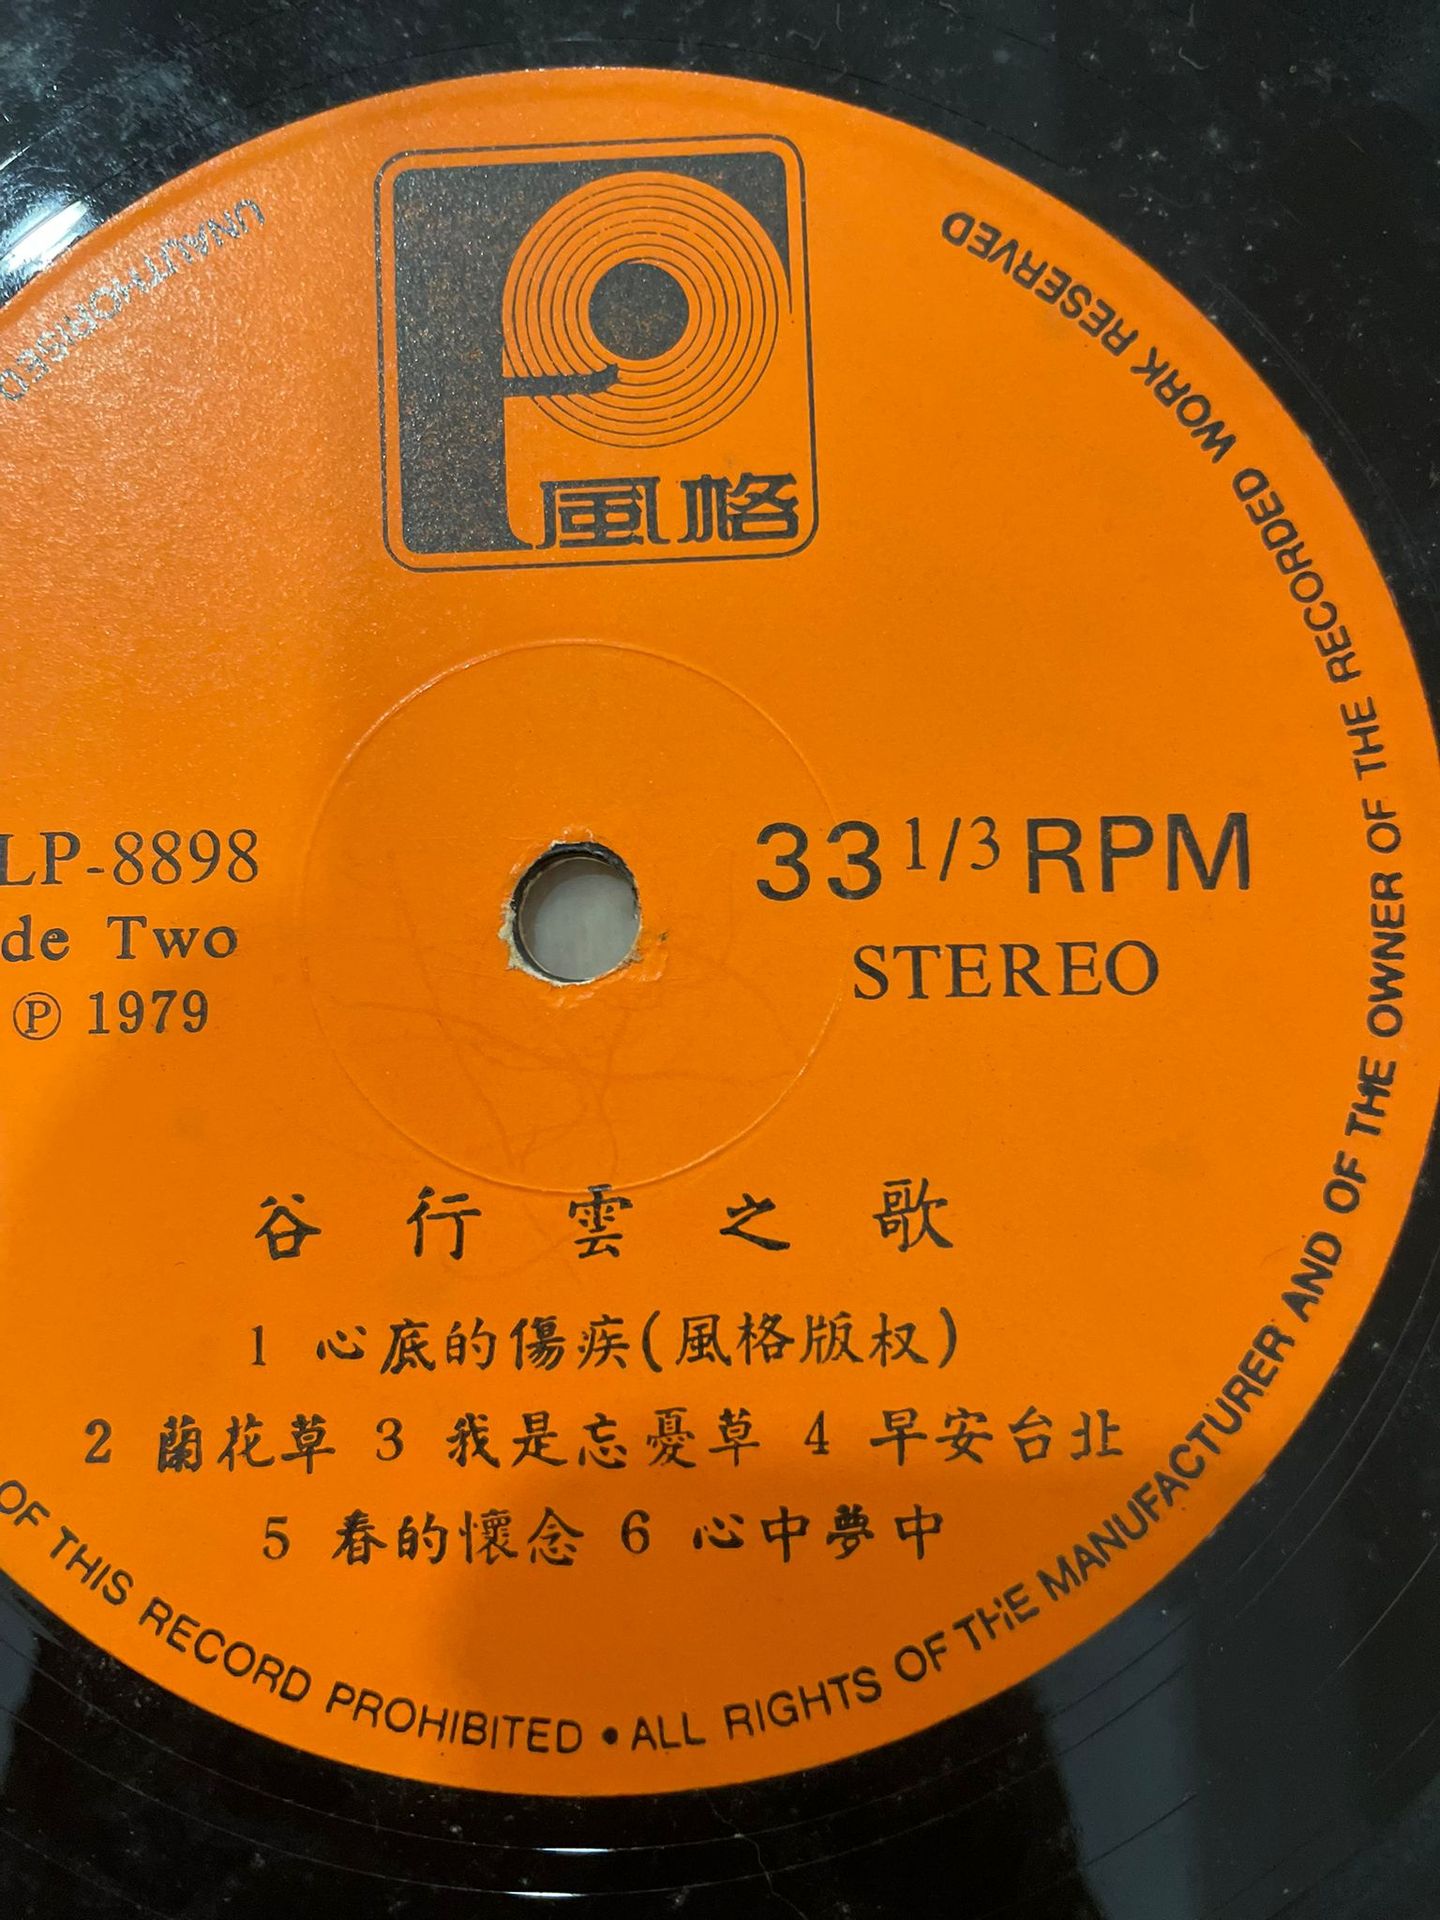 風格
LP-8898
de Two
Ⓟ 1979
33 1/3 RPM
STEREO
谷行雲之歌
1 心底的傷疾(風格版权)
2 蘭花草 3 我是忘憂草 4 早安台北
5 春的懷念 6 心中夢中
UNAUTHORISED
OF THIS RECORD PROHIBITED • ALL RIGHTS OF THE MANUFACTURER AND OF THE OWNER OF THE RECORDED WORK RESERVED